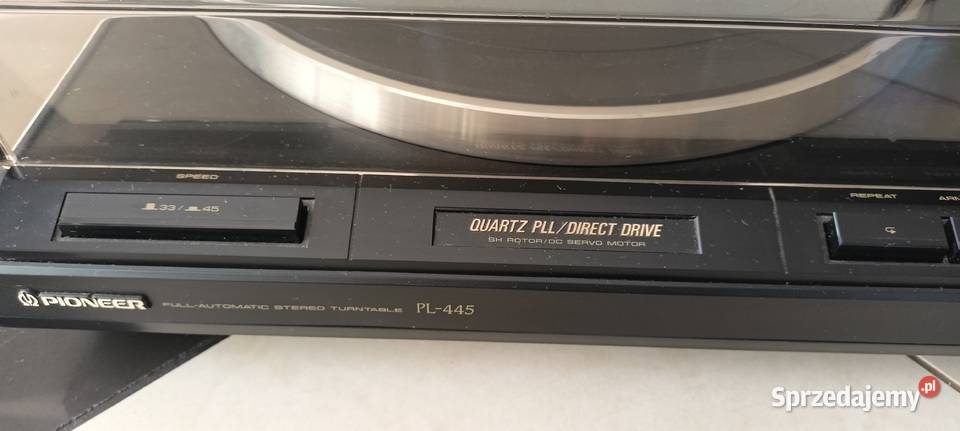 SPEED
33/ 45
QUARTZ PLL/DIRECT DRIVE
SH ROTOR/DC SERVO MOTOR
REPEAT
ARM
PIONEER
FULL-AUTOMATIC STEREO TURNTABLE PL-445
Sprzedajemy.pl